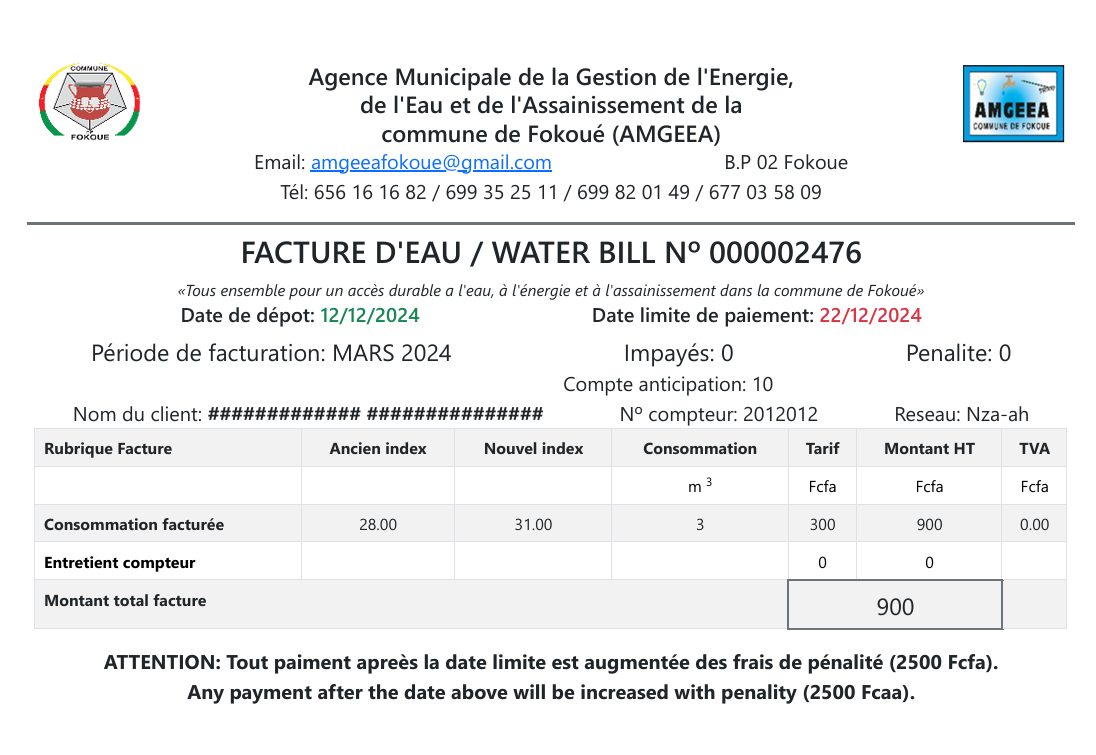 COMMUNE
FOKOUE
Agence Municipale de la Gestion de l'Energie,
de l'Eau et de l'Assainissement de la
commune de Fokoué (AMGEEA)
AMGEEA
COMMUNE DE FOKOUE
Email: amgeeafokoue@gmail.com B.P 02 Fokoue
Tél: 656 16 16 82 / 699 35 25 11 / 699 82 01 49 / 677 03 58 09
FACTURE D'EAU / WATER BILL Nº 000002476
«Tous ensemble pour un accès durable a l'eau, à l'énergie et à l'assainissement dans la commune de Fokoué»
Date de dépot: 12/12/2024 Date limite de paiement: 22/12/2024
Période de facturation: MARS 2024 Impayés: 0 Penalite: 0
Compte anticipation: 10
Nom du client: ############# ############### Nº compteur: 2012012 Reseau: Nza-ah
Rubrique Facture Ancien index Nouvel index Consommation Tarif Montant HT TVA
m ³ Fcfa Fcfa Fcfa
Consommation facturée 28.00 31.00 3 300 900 0.00
Entretient compteur 0 0
Montant total facture 900
ATTENTION: Tout paiment apreès la date limite est augmentée des frais de pénalité (2500 Fcfa).
Any payment after the date above will be increased with penality (2500 Fcaa).